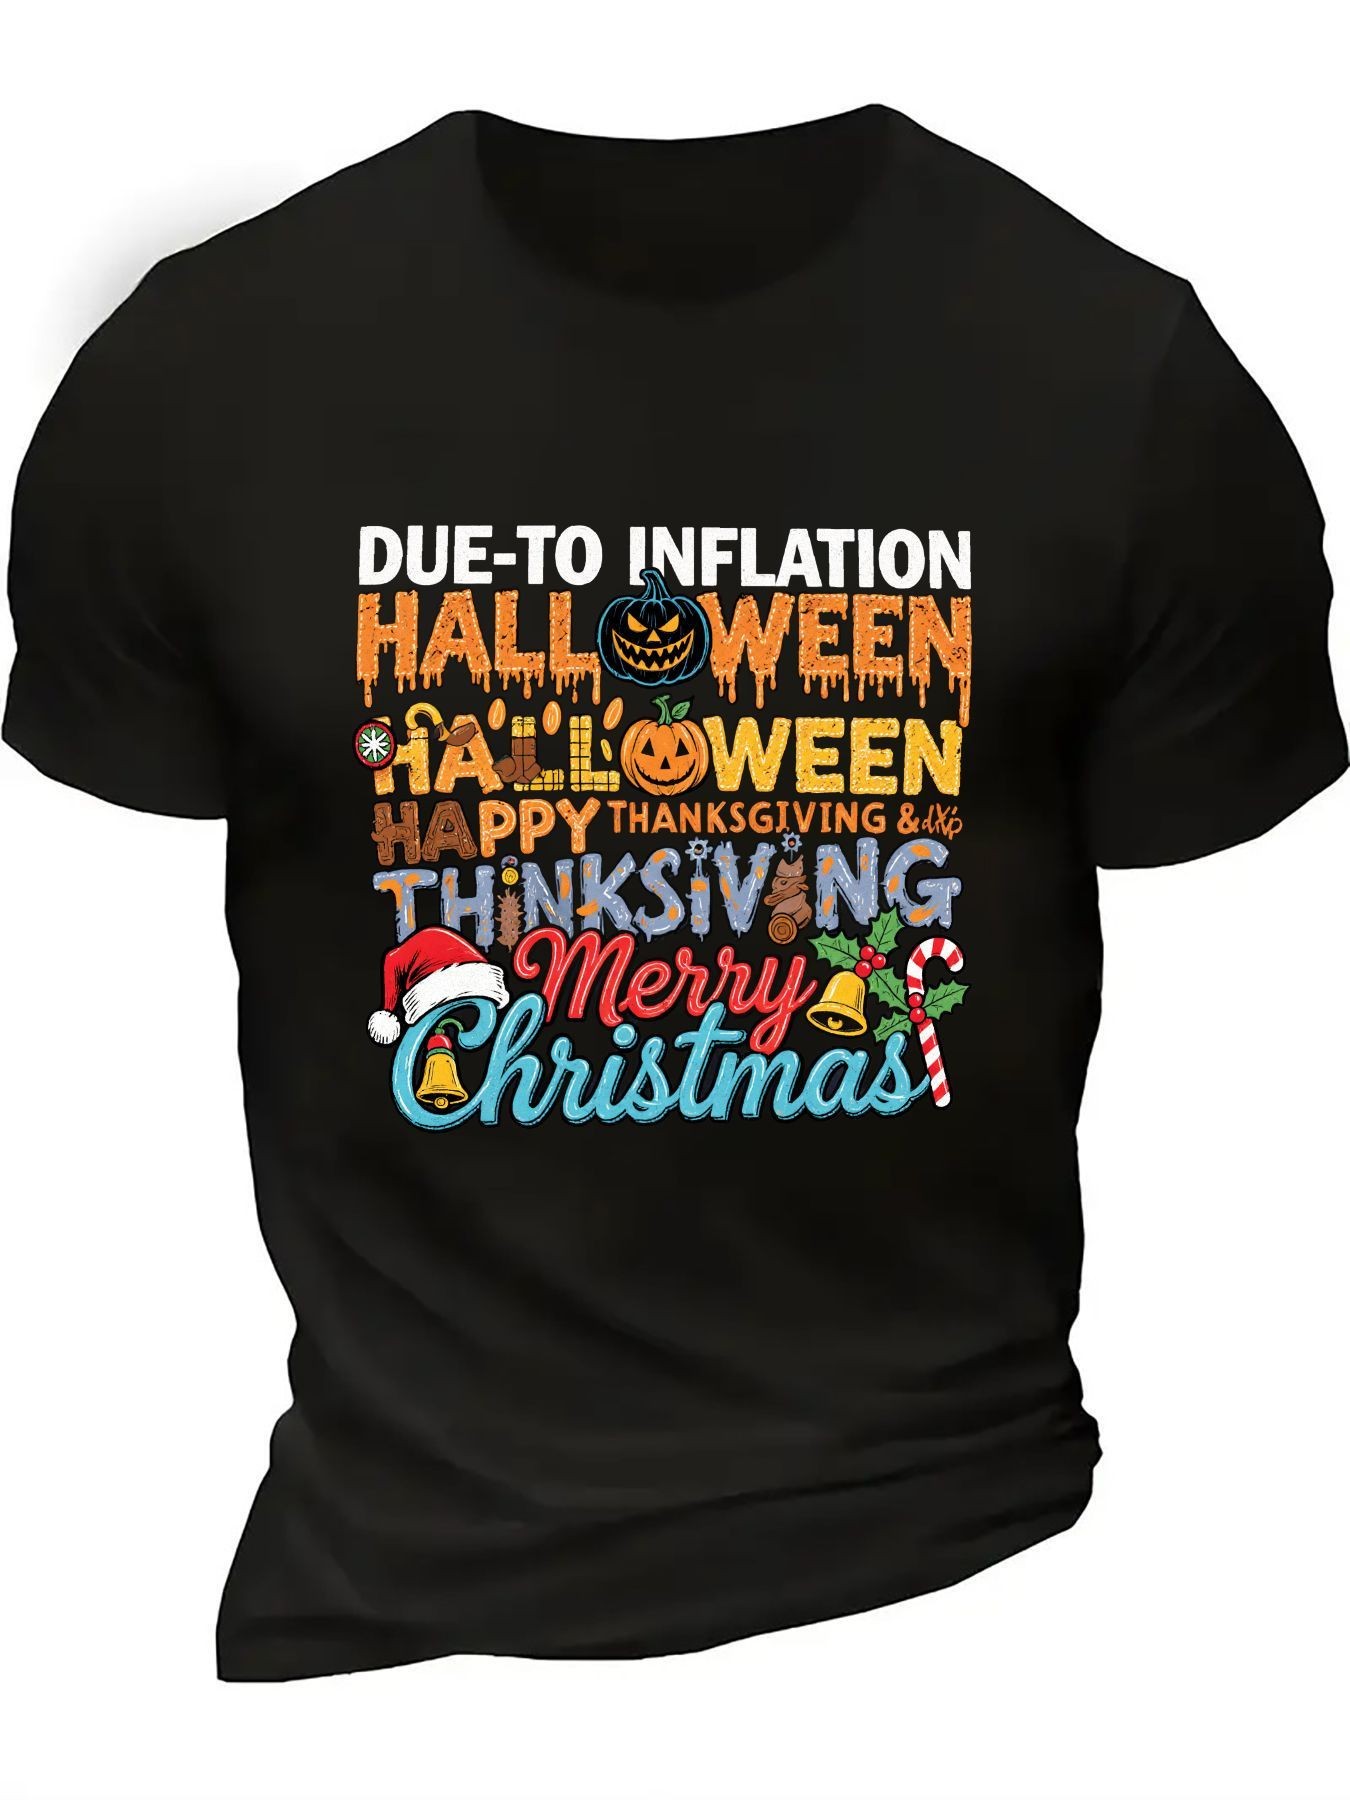 DUE-TO INFLATION
HALLOWEEN
HALLOWEEN
HAPPY THANKSGIVING &
THINKSIVING
Merry
Christmas